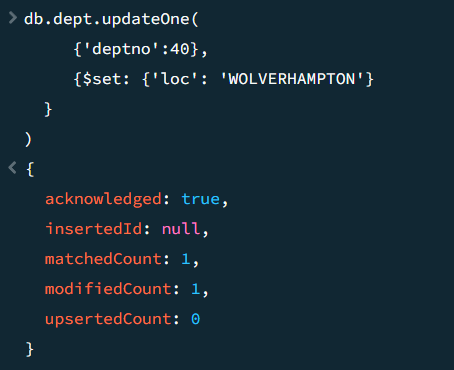 > db.dept.updateOne(
{'deptno':40},
{$set: {'loc': 'WOLVERHAMPTON'}
}
)
< {
acknowledged: true,
insertedId: null,
matchedCount: 1,
modifiedCount: 1,
upsertedCount: 0
}